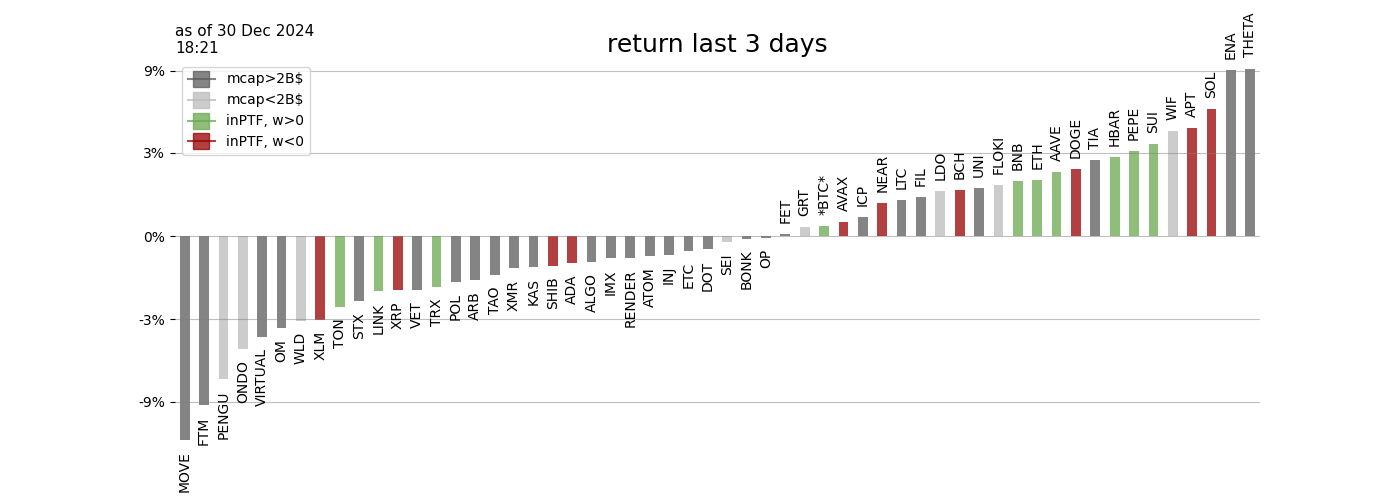 as of 30 Dec 2024
18:21
return last 3 days
mcap>2B$
mcap<2B$
inPTF, w>0
inPTF, w<0
9%
3%
0%
-3%
-9%
MOVE
FTM
PENGU
ONDO
VIRTUAL
OM
WLD
XLM
TON
STX
LINK
XRP
VET
TRX
POL
ARB
TAO
XMR
KAS
SHIB
ADA
ALGO
IMX
RENDER
ATOM
INJ
ETC
DOT
SEI
BONK
OP
FET
GRT
*BTC*
AVAX
ICP
NEAR
LTC
FIL
LDO
BCH
UNI
FLOKI
BNB
ETH
AAVE
DOGE
TIA
HBAR
PEPE
SUI
WIF
APT
SOL
ENA
THETA